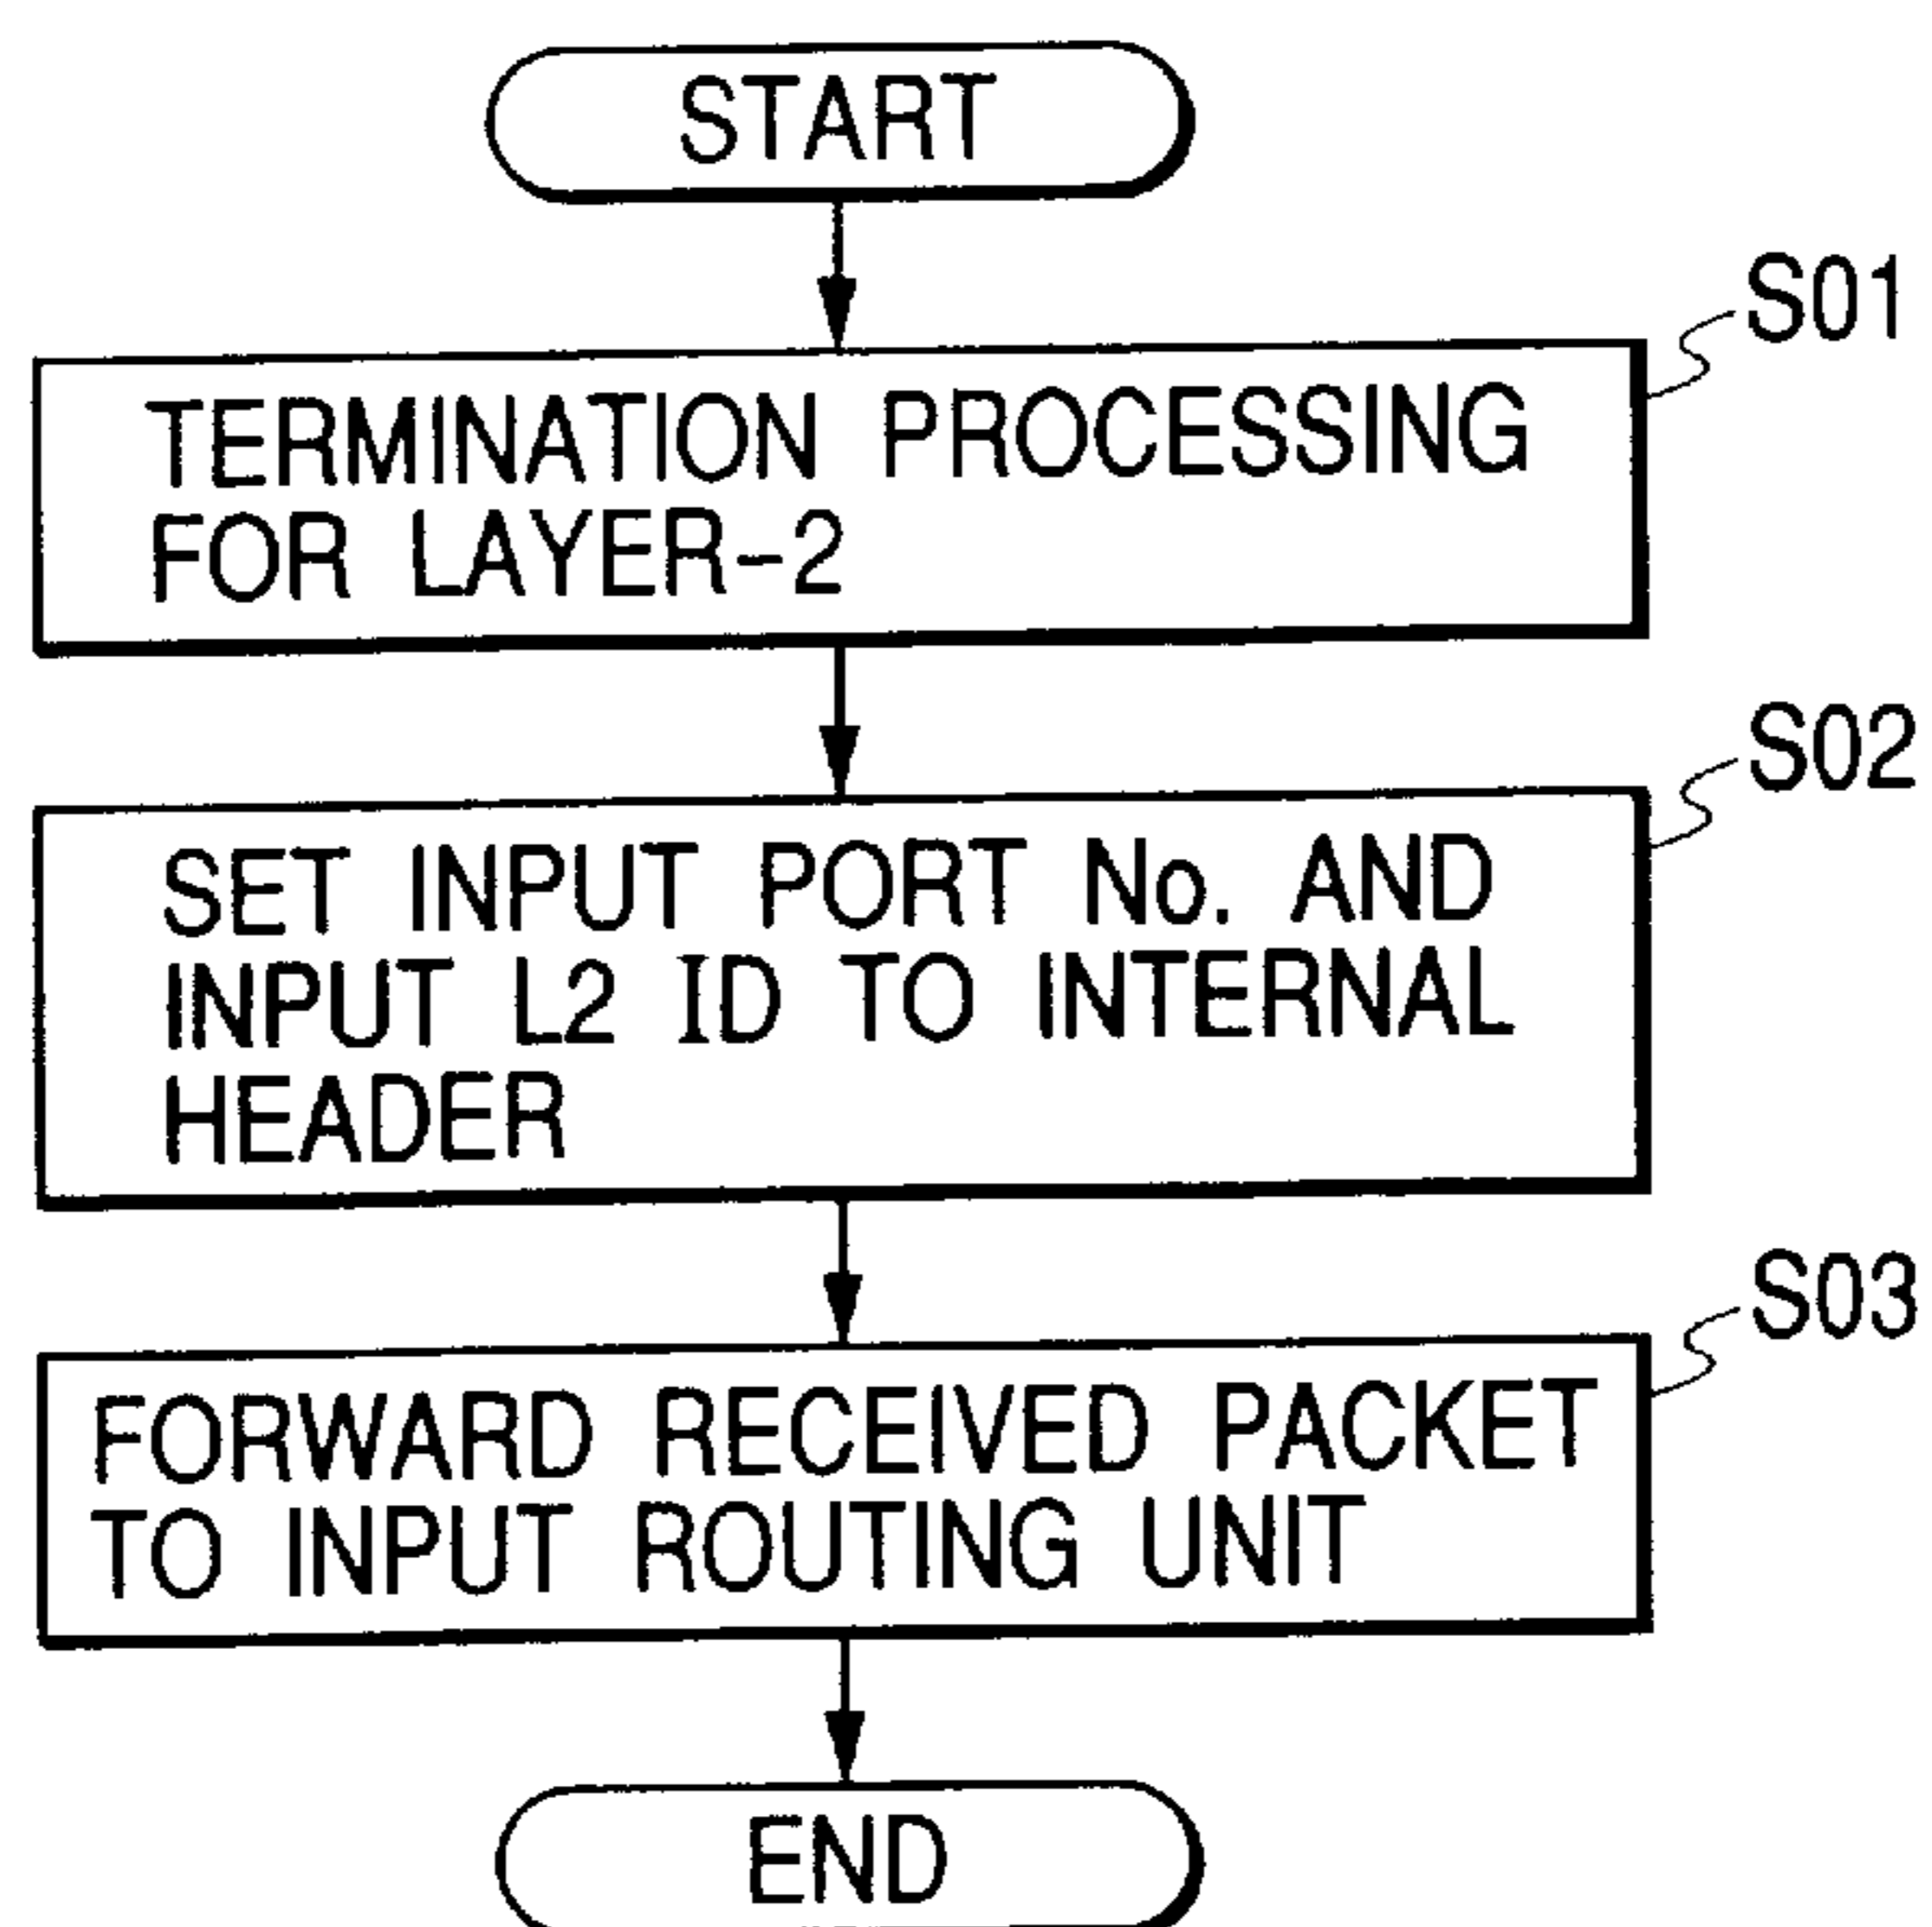 START
S01
TERMINATION PROCESSING
FOR LAYER-2
S02
SET INPUT PORT No. AND
INPUT L2 ID TO INTERNAL
HEADER
S03
FORWARD RECEIVED PACKET
TO INPUT ROUTING UNIT
END